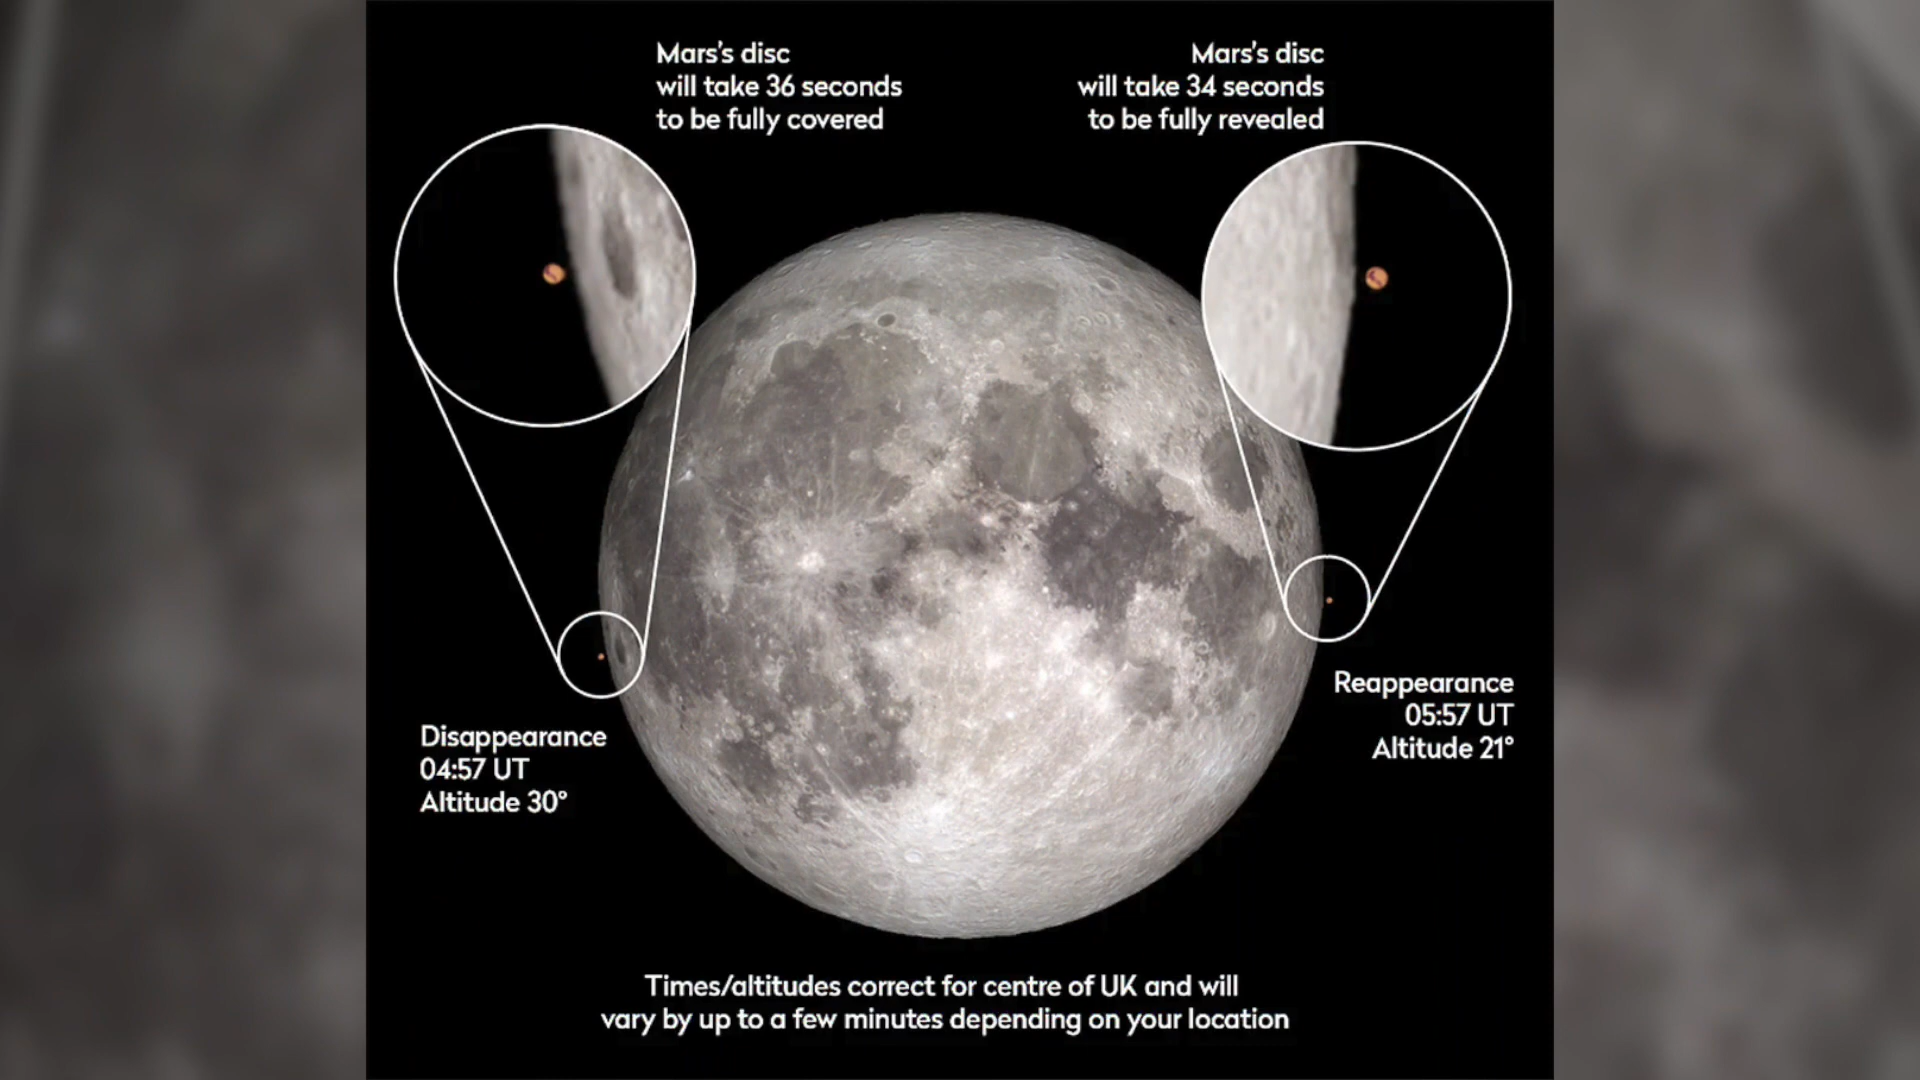 Mars's disc
will take 36 seconds
to be fully covered
Mars's disc
will take 34 seconds
to be fully revealed
Disappearance
04:57 UT
Altitude 30°
Reappearance
05:57 UT
Altitude 21°
Times/altitudes correct for centre of UK and will
vary by up to a few minutes depending on your location